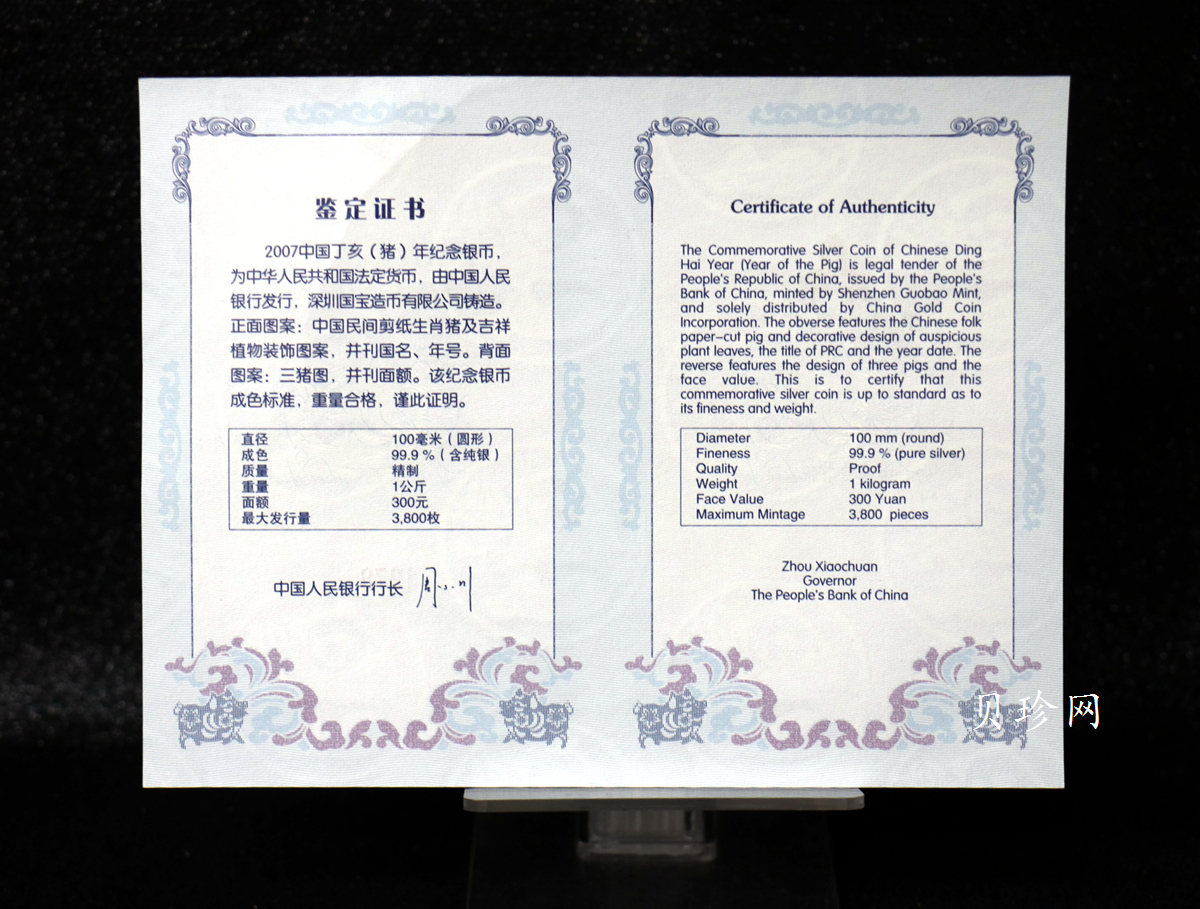 鉴定证书
2007中国丁亥（猪）年纪念银币，
为中华人民共和国法定货币，由中国人民
银行发行，深圳国宝造币有限公司铸造。
正面图案：中国民间剪纸生肖猪及吉祥
植物装饰图案，并刊国名、年号。背面
图案：三猪图，并刊面额。该纪念银币
成色标准，重量合格，谨此证明。
直径 100毫米（圆形）
成色 99.9 %（含纯银）
质量 精制
重量 1公斤
面额 300元
最大发行量 3,800枚
中国人民银行行长 周小川
Certificate of Authenticity
The Commemorative Silver Coin of Chinese Ding
Hai Year (Year of the Pig) is legal tender of the
People's Republic of China, issued by the People's
Bank of China, minted by Shenzhen Guobao Mint,
and solely distributed by China Gold Coin
Incorporation. The obverse features the Chinese folk
paper-cut pig and decorative design of auspicious
plant leaves, the title of PRC and the year date. The
reverse features the design of three pigs and the
face value. This is to certify that this
commemorative silver coin is up to standard as to
its fineness and weight.
Diameter 100 mm (round)
Fineness 99.9 % (pure silver)
Quality Proof
Weight 1 kilogram
Face Value 300 Yuan
Maximum Mintage 3,800 pieces
Zhou Xiaochuan
Governor
The People's Bank of China
贝珍网